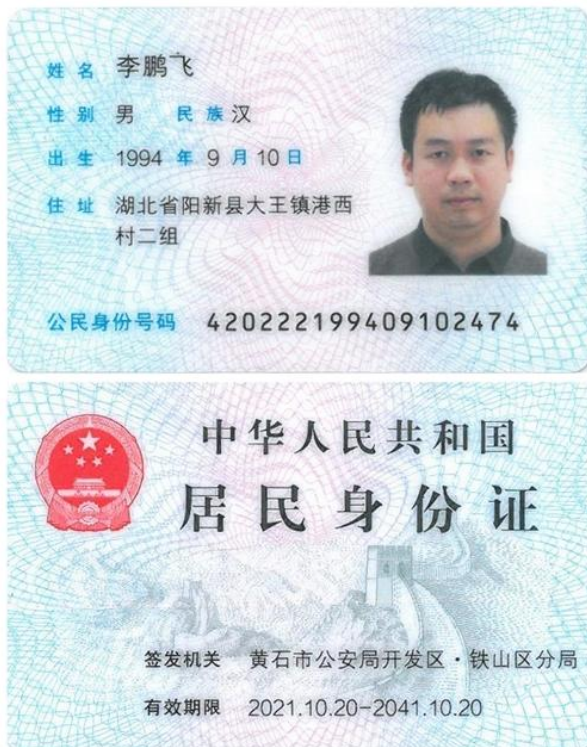 姓名 李鹏飞
性别 男 民族 汉
出生 1994 年 9 月 10 日
住址 湖北省阳新县大王镇港西
村二组
公民身份号码 420222199409102474
中华人民共和国
居民身份证
签发机关 黄石市公安局开发区·铁山区分局
有效期限 2021.10.20-2041.10.20